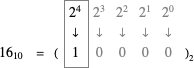 2⁴ 2³ 2² 2¹ 2⁰
↓ ↓ ↓ ↓ ↓
16₁₀ = ( 1 0 0 0 0 )₂